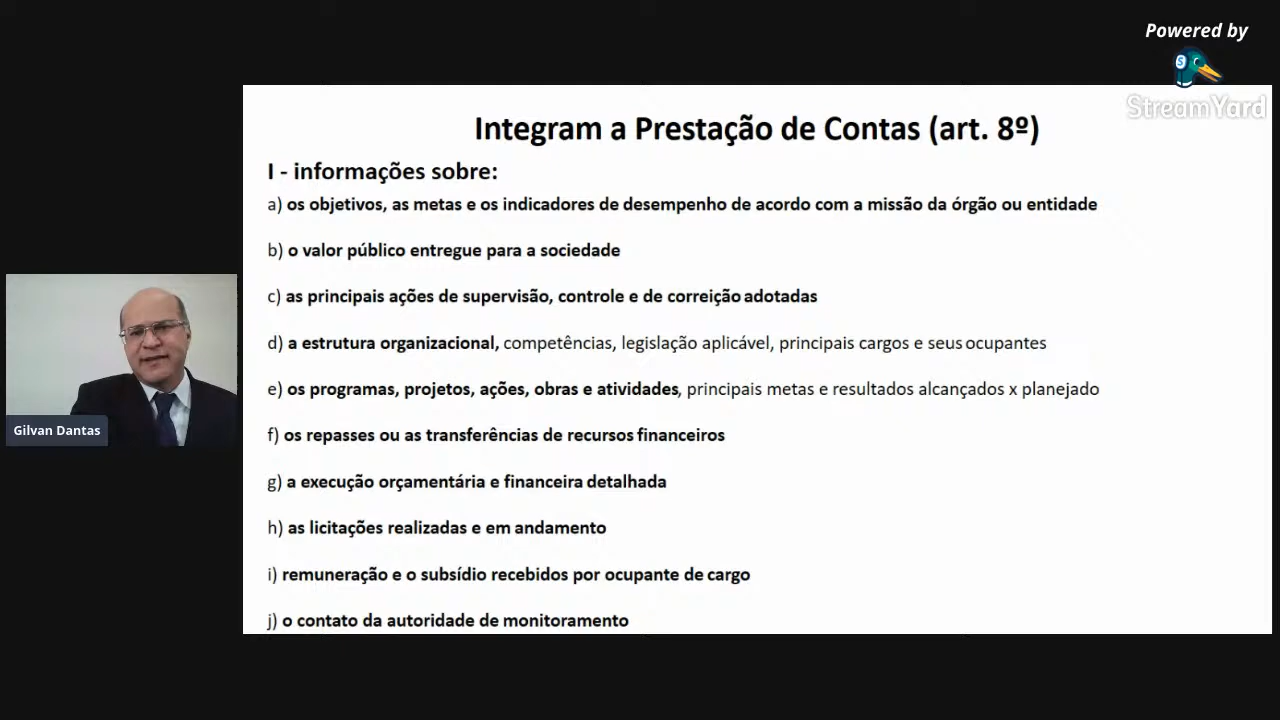 Powered by
StreamYard
Integram a Prestação de Contas (art. 8º)
I - informações sobre:
a) os objetivos, as metas e os indicadores de desempenho de acordo com a missão da órgão ou entidade
b) o valor público entregue para a sociedade
c) as principais ações de supervisão, controle e de correição adotadas
d) a estrutura organizacional, competências, legislação aplicável, principais cargos e seus ocupantes
e) os programas, projetos, ações, obras e atividades, principais metas e resultados alcançados x planejado
f) os repasses ou as transferências de recursos financeiros
g) a execução orçamentária e financeira detalhada
h) as licitações realizadas e em andamento
i) remuneração e o subsídio recebidos por ocupante de cargo
j) o contato da autoridade de monitoramento
Gilvan Dantas